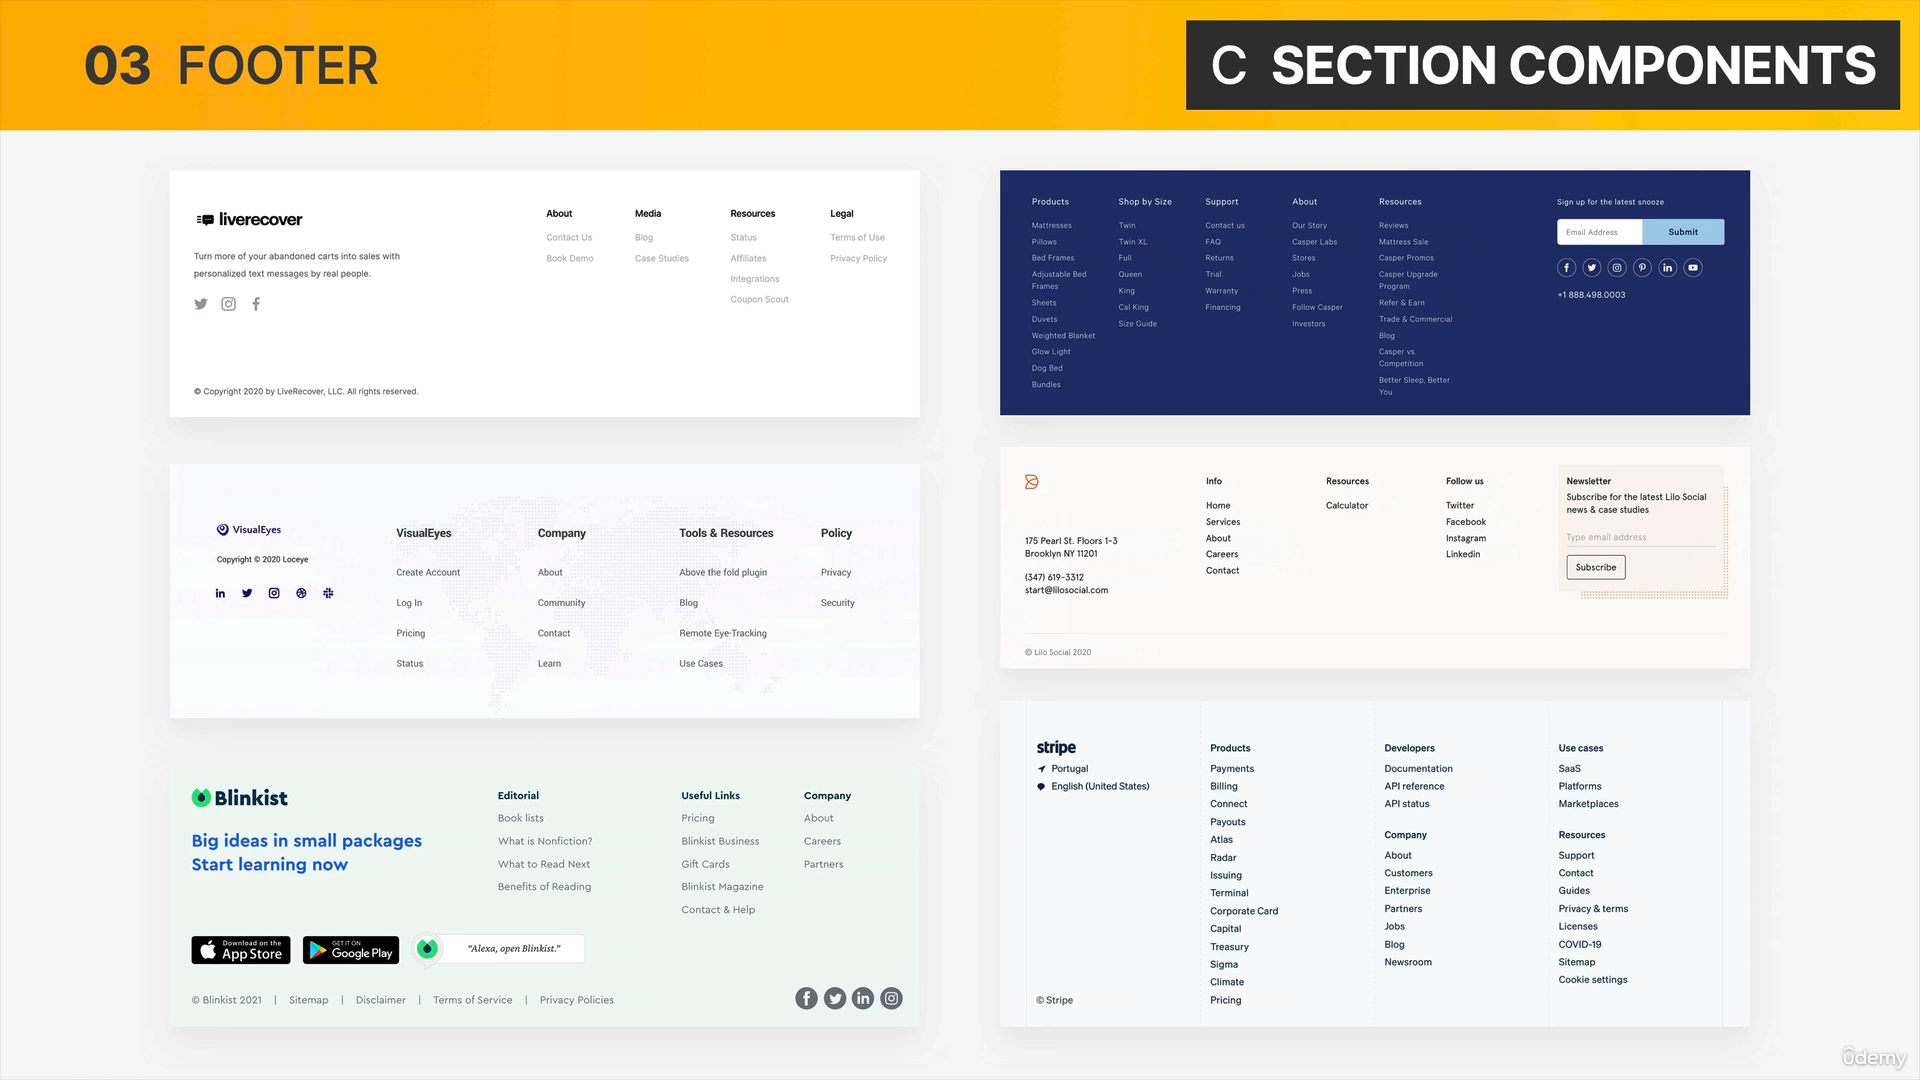 03 FOOTER
C SECTION COMPONENTS
liverecover
Turn more of your abandoned carts into sales with
personalized text messages by real people.
About
Contact Us
Book Demo
Media
Blog
Case Studies
Resources
Status
Affiliates
Integrations
Coupon Scout
Legal
Terms of Use
Privacy Policy
© Copyright 2020 by LiveRecover, LLC. All rights reserved.
Products
Mattresses
Pillows
Bed Frames
Adjustable Bed
Frames
Sheets
Duvets
Weighted Blanket
Glow Light
Dog Bed
Bundles
Shop by Size
Twin
Twin XL
Full
Queen
King
Cal King
Size Guide
Support
Contact us
FAQ
Returns
Trial
Warranty
Financing
About
Our Story
Casper Labs
Stores
Jobs
Press
Follow Casper
Investors
Resources
Reviews
Mattress Sale
Casper Promos
Casper Upgrade
Program
Refer & Earn
Trade & Commercial
Blog
Casper vs.
Competition
Better Sleep, Better
You
Sign up for the latest snooze
Email Address
Submit
+1 888.498.0003
VisualEyes
Copyright © 2020 Loceye
VisualEyes
Create Account
Log In
Pricing
Status
Company
About
Community
Contact
Learn
Tools & Resources
Above the fold plugin
Blog
Remote Eye-Tracking
Use Cases
Policy
Privacy
Security
175 Pearl St. Floors 1-3
Brooklyn NY 11201
(347) 619-3312
start@lilosocial.com
Info
Home
Services
About
Careers
Contact
Resources
Calculator
Follow us
Twitter
Facebook
Instagram
Linkedin
Newsletter
Subscribe for the latest Lilo Social
news & case studies
Type email address
Subscribe
© Lilo Social 2020
Blinkist
Big ideas in small packages
Start learning now
Editorial
Book lists
What is Nonfiction?
What to Read Next
Benefits of Reading
Useful Links
Pricing
Blinkist Business
Gift Cards
Blinkist Magazine
Contact & Help
Company
About
Careers
Partners
Download on the
App Store
GET IT ON
Google Play
“Alexa, open Blinkist.”
© Blinkist 2021 | Sitemap | Disclaimer | Terms of Service | Privacy Policies
stripe
Portugal
English (United States)
© Stripe
Products
Payments
Billing
Connect
Payouts
Atlas
Radar
Issuing
Terminal
Corporate Card
Capital
Treasury
Sigma
Climate
Pricing
Developers
Documentation
API reference
API status
Company
About
Customers
Enterprise
Partners
Jobs
Blog
Newsroom
Use cases
SaaS
Platforms
Marketplaces
Resources
Support
Contact
Guides
Privacy & terms
Licenses
COVID-19
Sitemap
Cookie settings
ûdemy